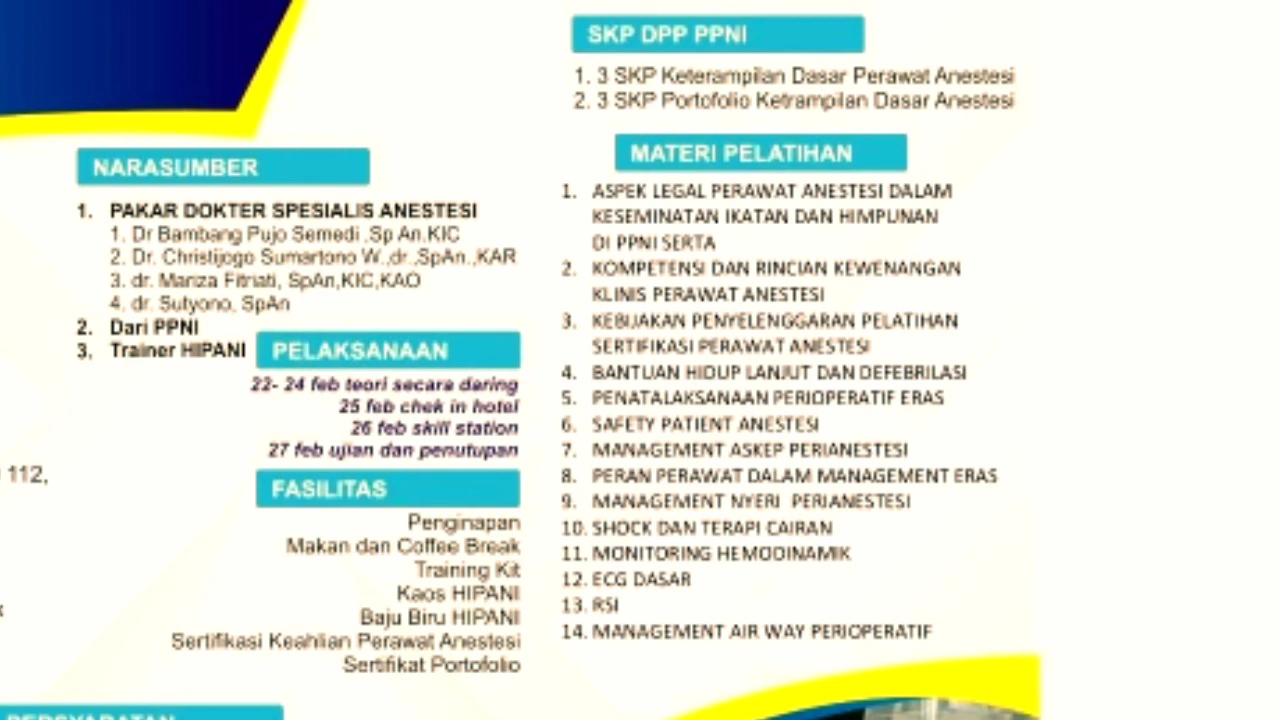 SKP DPP PPNI
1. 3 SKP Keterampilan Dasar Perawat Anestesi
2. 3 SKP Portofolio Ketrampilan Dasar Anestesi
NARASUMBER
1. PAKAR DOKTER SPESIALIS ANESTESI
1. Dr Bambang Pujo Semedi ,Sp An,KIC
2. Dr. Christijogo Sumartono W.,dr.,SpAn.,KAR
3. dr. Mariza Fitriati, SpAn,KIC,KAO
4. dr. Sutyono, SpAn
2. Dari PPNI
3. Trainer HIPANI
PELAKSANAAN
22- 24 feb teori secara daring
25 feb chek in hotel
26 feb skill station
27 feb ujian dan penutupan
112,
FASILITAS
Penginapan
Makan dan Coffee Break
Training Kit
Kaos HIPANI
Baju Biru HIPANI
Sertifikasi Keahlian Perawat Anestesi
Sertifikat Portofolio
MATERI PELATIHAN
1. ASPEK LEGAL PERAWAT ANESTESI DALAM
KESEMINATAN IKATAN DAN HIMPUNAN
DI PPNI SERTA
2. KOMPETENSI DAN RINCIAN KEWENANGAN
KLINIS PERAWAT ANESTESI
3. KEBIJAKAN PENYELENGGARAN PELATIHAN
SERTIFIKASI PERAWAT ANESTESI
4. BANTUAN HIDUP LANJUT DAN DEFEBRILASI
5. PENATALAKSANAAN PERIOPERATIF ERAS
6. SAFETY PATIENT ANESTESI
7. MANAGEMENT ASKEP PERIANESTESI
8. PERAN PERAWAT DALAM MANAGEMENT ERAS
9. MANAGEMENT NYERI PERIANESTESI
10. SHOCK DAN TERAPI CAIRAN
11. MONITORING HEMODINAMIK
12. ECG DASAR
13. RSI
14. MANAGEMENT AIR WAY PERIOPERATIF